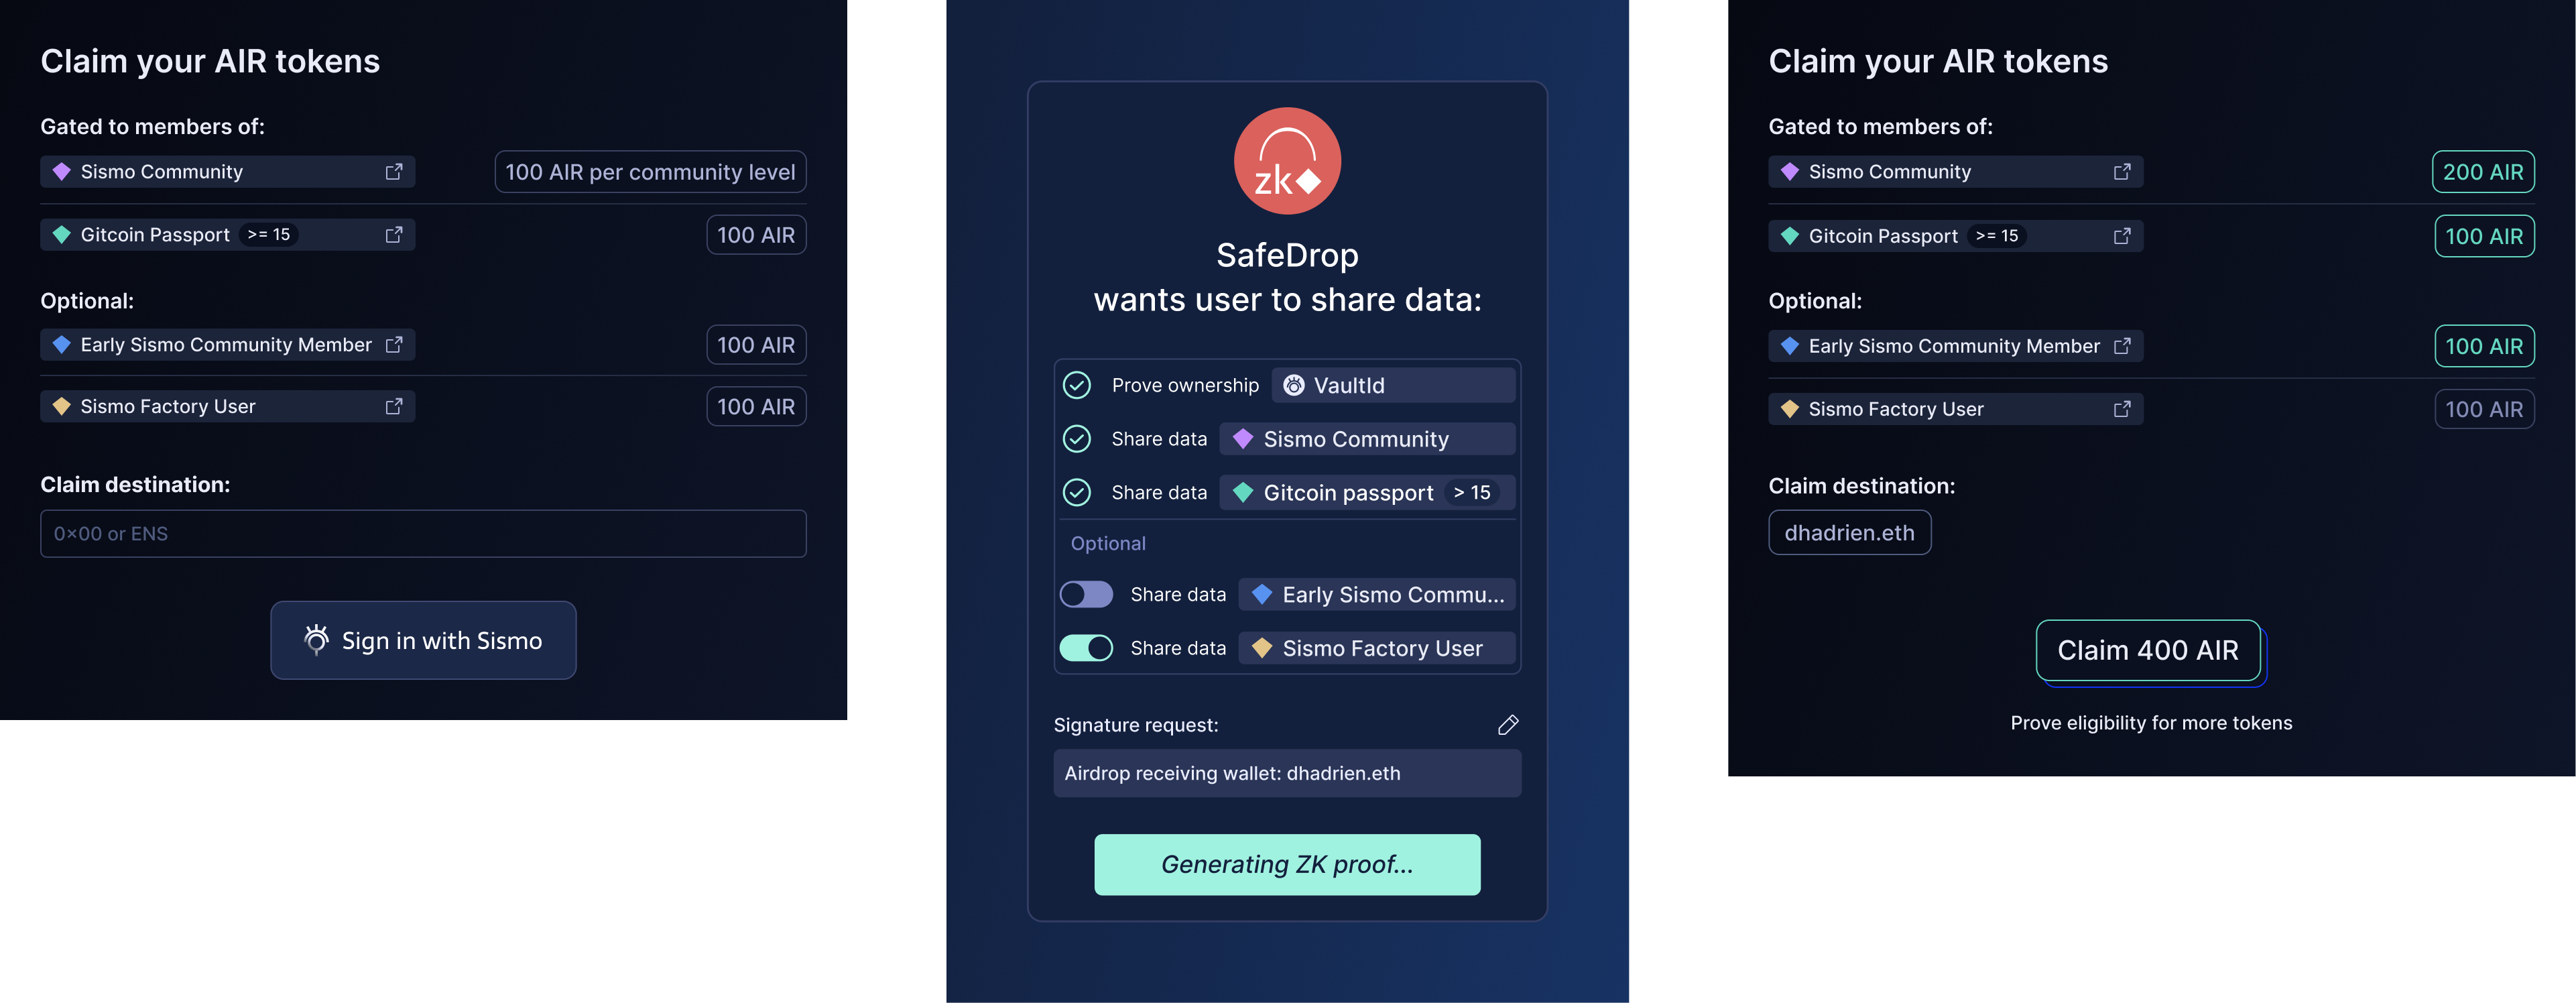 Claim your AIR tokens
Gated to members of:
Sismo Community
100 AIR per community level
Gitcoin Passport >= 15
100 AIR
Optional:
Early Sismo Community Member
100 AIR
Sismo Factory User
100 AIR
Claim destination:
0x00 or ENS
Sign in with Sismo
zk
SafeDrop
wants user to share data:
Prove ownership VaultId
Share data Sismo Community
Share data Gitcoin passport > 15
Optional
Share data Early Sismo Commu...
Share data Sismo Factory User
Signature request:
Airdrop receiving wallet: dhadrien.eth
Generating ZK proof...
Claim your AIR tokens
Gated to members of:
Sismo Community
200 AIR
Gitcoin Passport >= 15
100 AIR
Optional:
Early Sismo Community Member
100 AIR
Sismo Factory User
100 AIR
Claim destination:
dhadrien.eth
Claim 400 AIR
Prove eligibility for more tokens